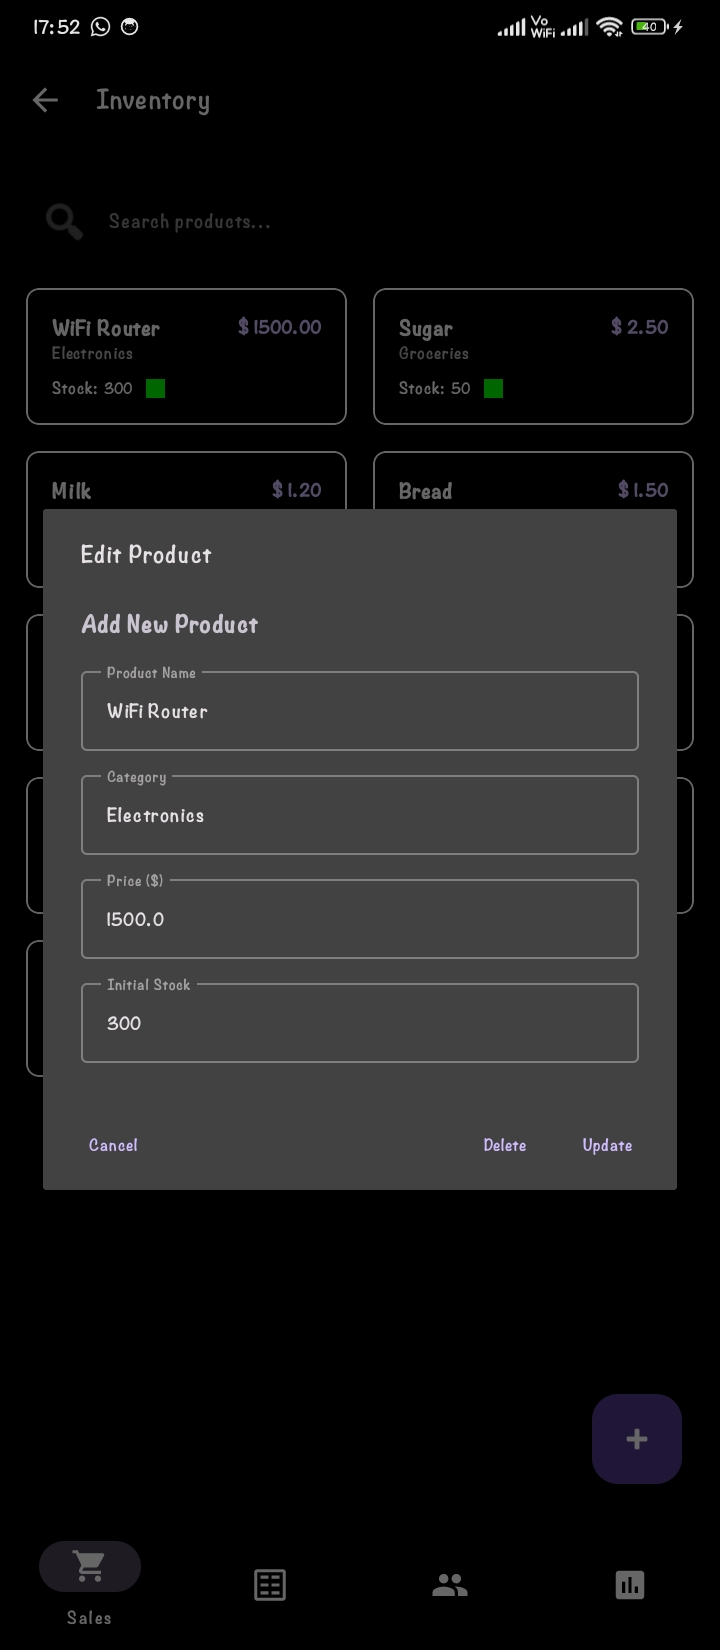 17:52 Vo WiFi 40
Inventory
Search products...
WiFi Router $ 1500.00
Electronics
Stock: 300
Sugar $ 2.50
Groceries
Stock: 50
Milk $ 1.20
Bread $ 1.50
Edit Product
Add New Product
Product Name
WiFi Router
Category
Electronics
Price ($)
1500.0
Initial Stock
300
Cancel Delete Update
Sales